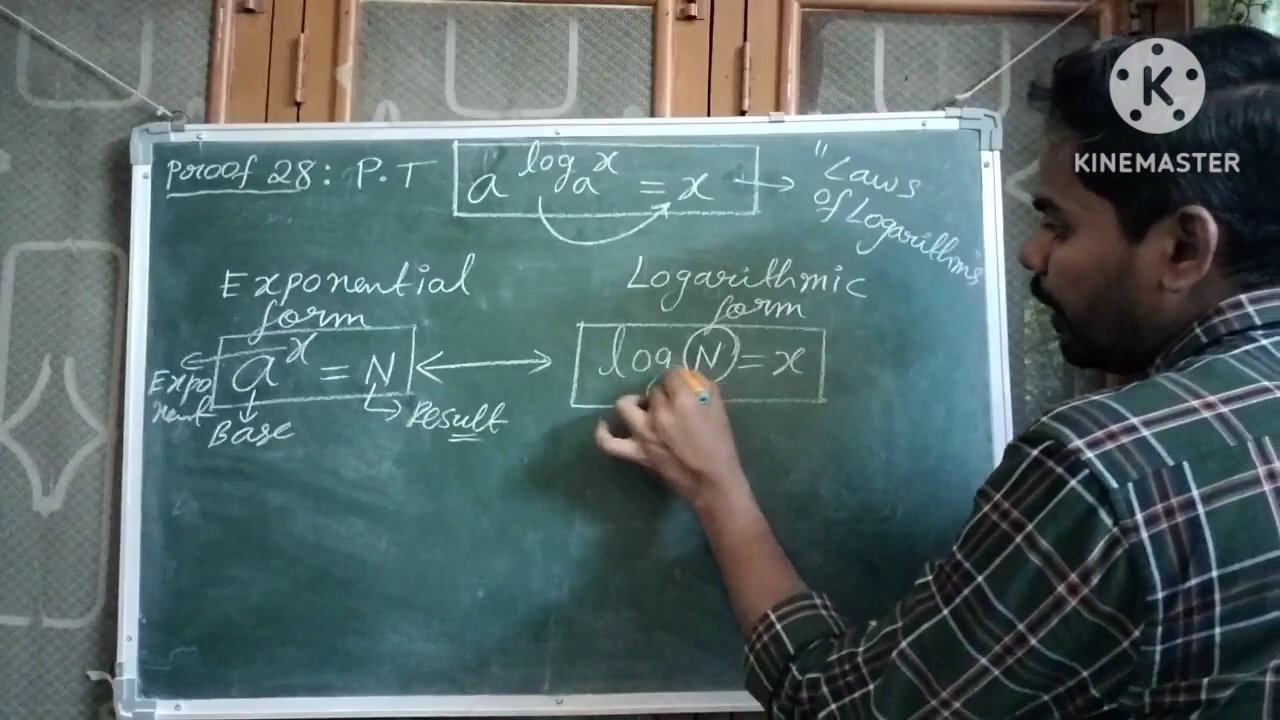 K
KINEMASTER
Proof 28: P.T a^{log_a x} = x → "Laws
of Logarithms
Exponential
form
a^x = N
Exponent
Base
Result
Logarithmic
form
log N = x